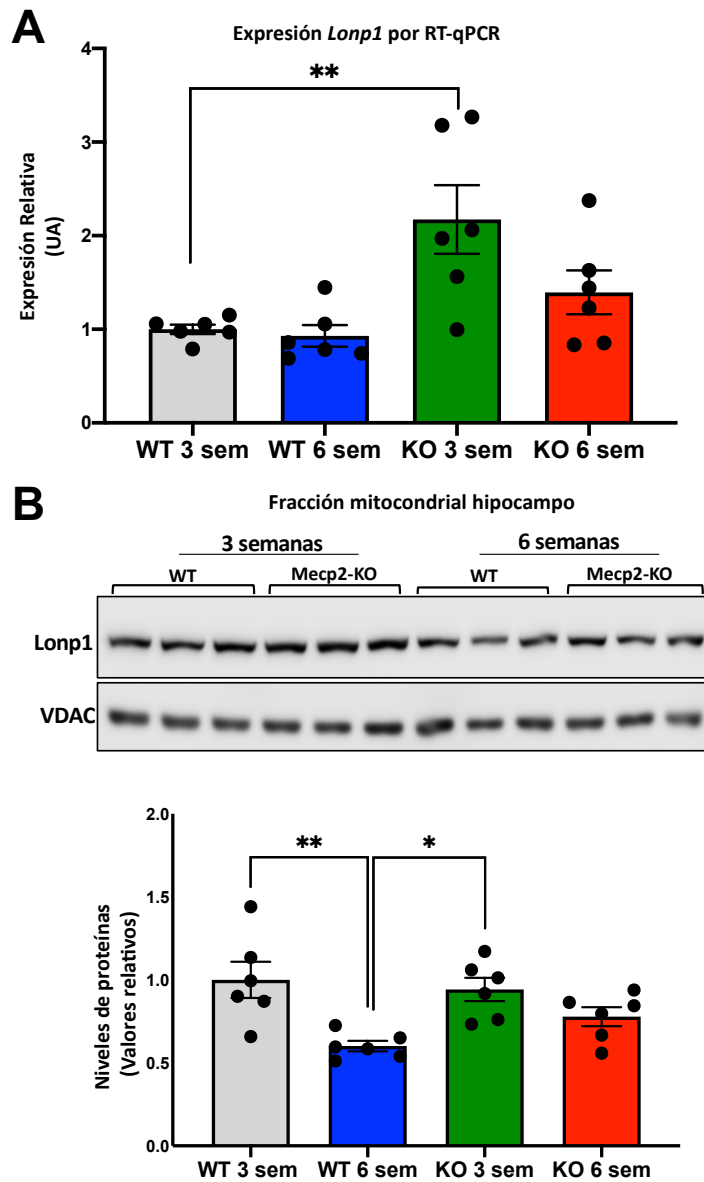 A
Expresión Lonp1 por RT-qPCR
4
**
3
Expresión Relativa
(UA)
2
1
0
WT 3 sem WT 6 sem KO 3 sem KO 6 sem
B
Fracción mitocondrial hipocampo
3 semanas 6 semanas
WT Mecp2-KO WT Mecp2-KO
Lonp1
VDAC
2.0
** *
1.5
Niveles de proteínas
(Valores relativos)
1.0
0.5
0.0
WT 3 sem WT 6 sem KO 3 sem KO 6 sem